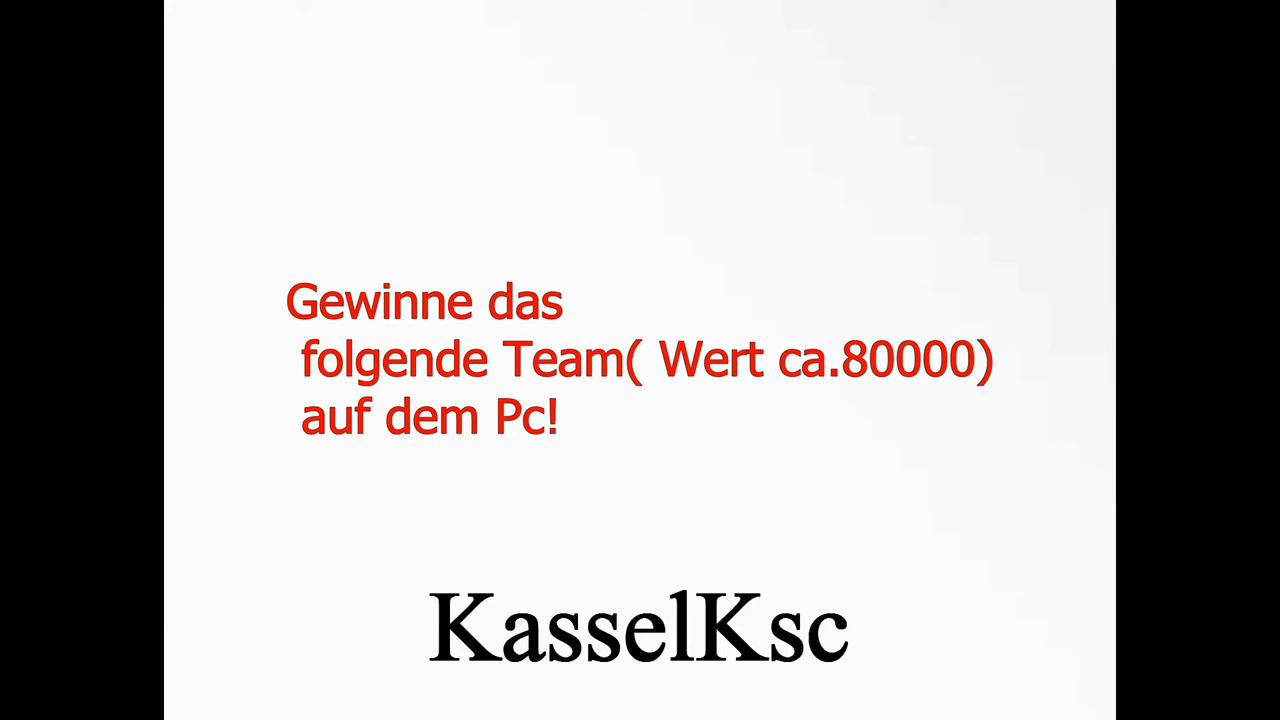 Gewinne das
folgende Team( Wert ca.80000)
auf dem Pc!
KasselKsc